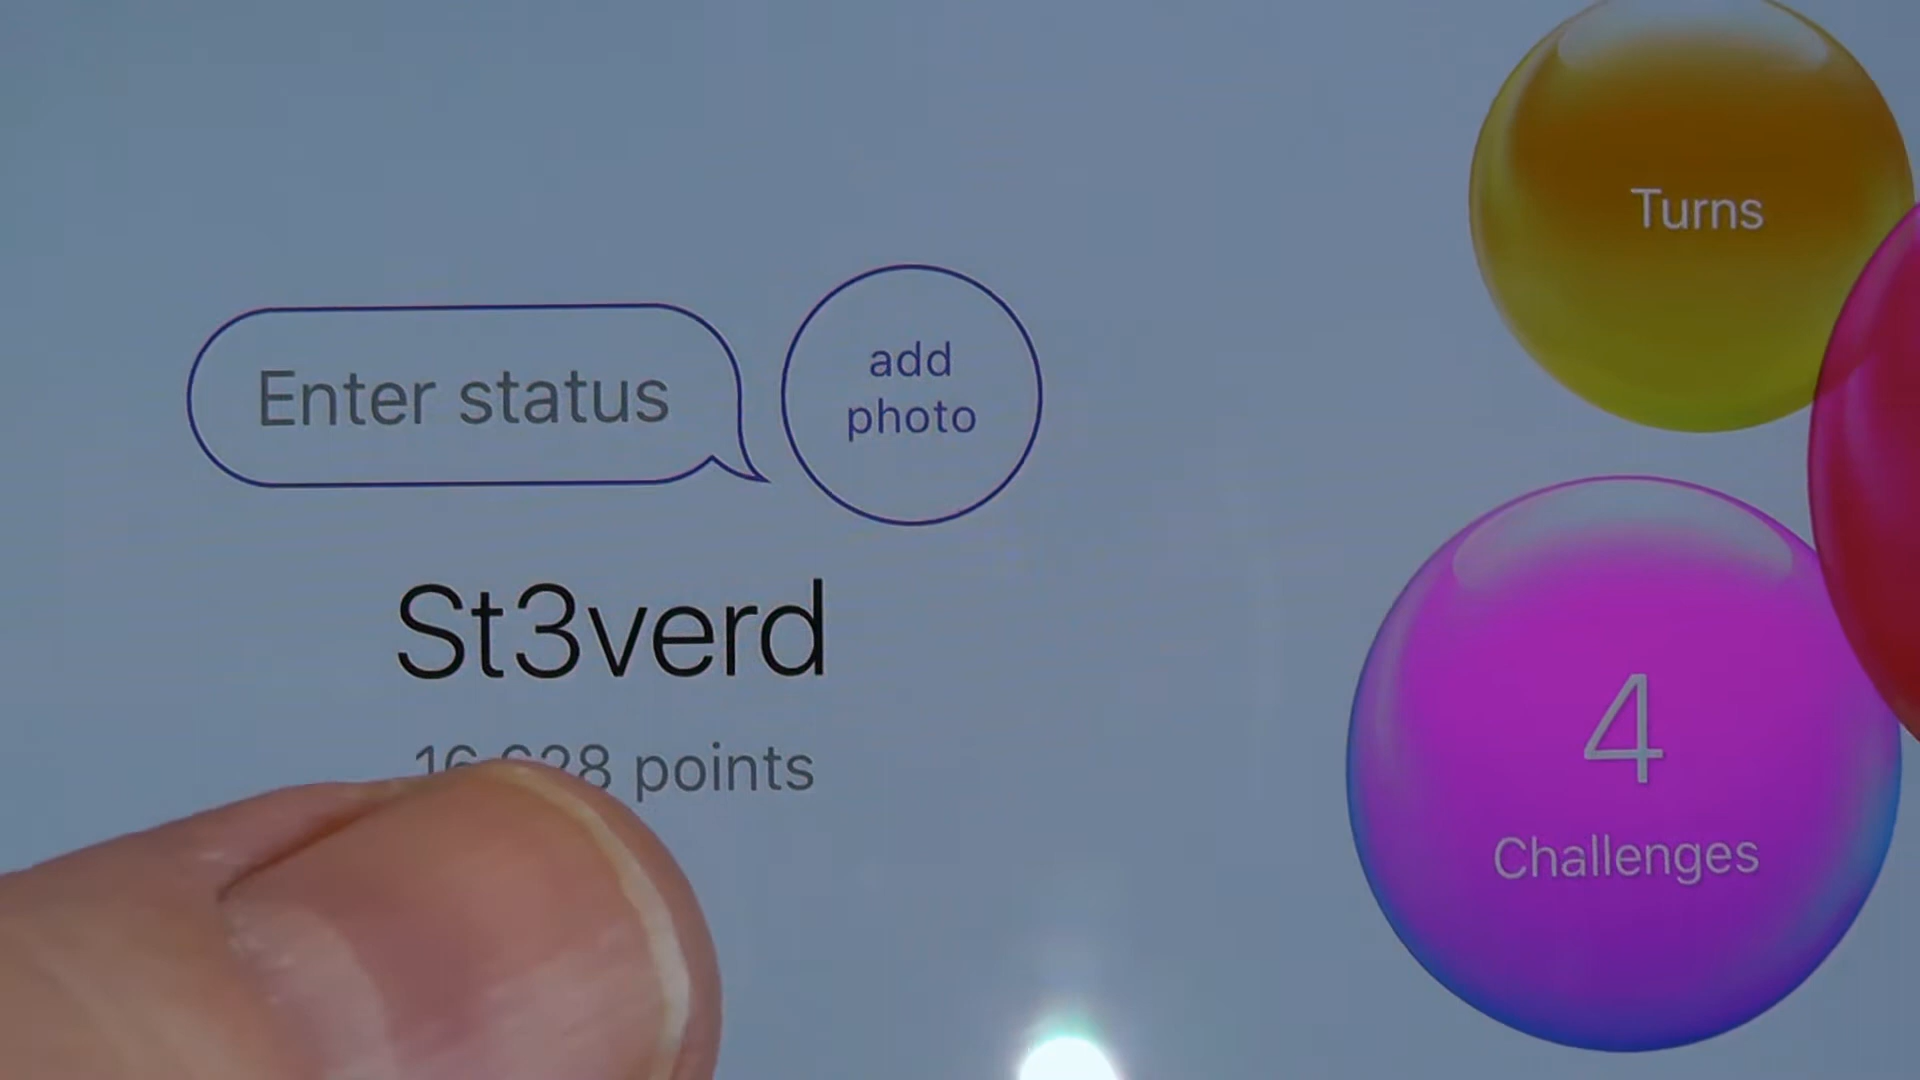 Turns
Enter status
add
photo
St3verd
points
4
Challenges